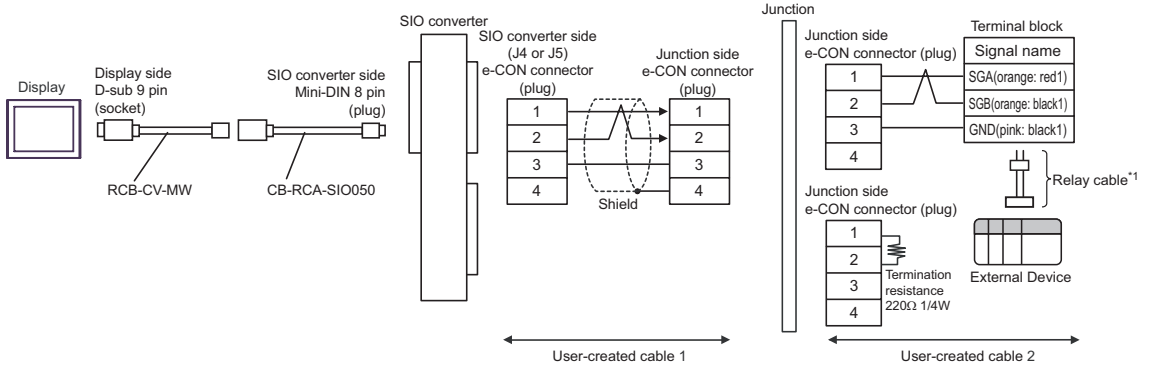 Display
Display side
D-sub 9 pin
(socket)
RCB-CV-MW
SIO converter side
Mini-DIN 8 pin
(plug)
CB-RCA-SIO050
SIO converter
SIO converter side
(J4 or J5)
e-CON connector
(plug)
1
2
3
4
Shield
Junction side
e-CON connector
(plug)
1
2
3
4
User-created cable 1
Junction
Junction side
e-CON connector (plug)
1
2
3
4
Terminal block
Signal name
SGA(orange: red1)
SGB(orange: black1)
GND(pink: black1)
Relay cable*1
External Device
Junction side
e-CON connector (plug)
1
2
3
4
Termination
resistance
220Ω 1/4W
User-created cable 2